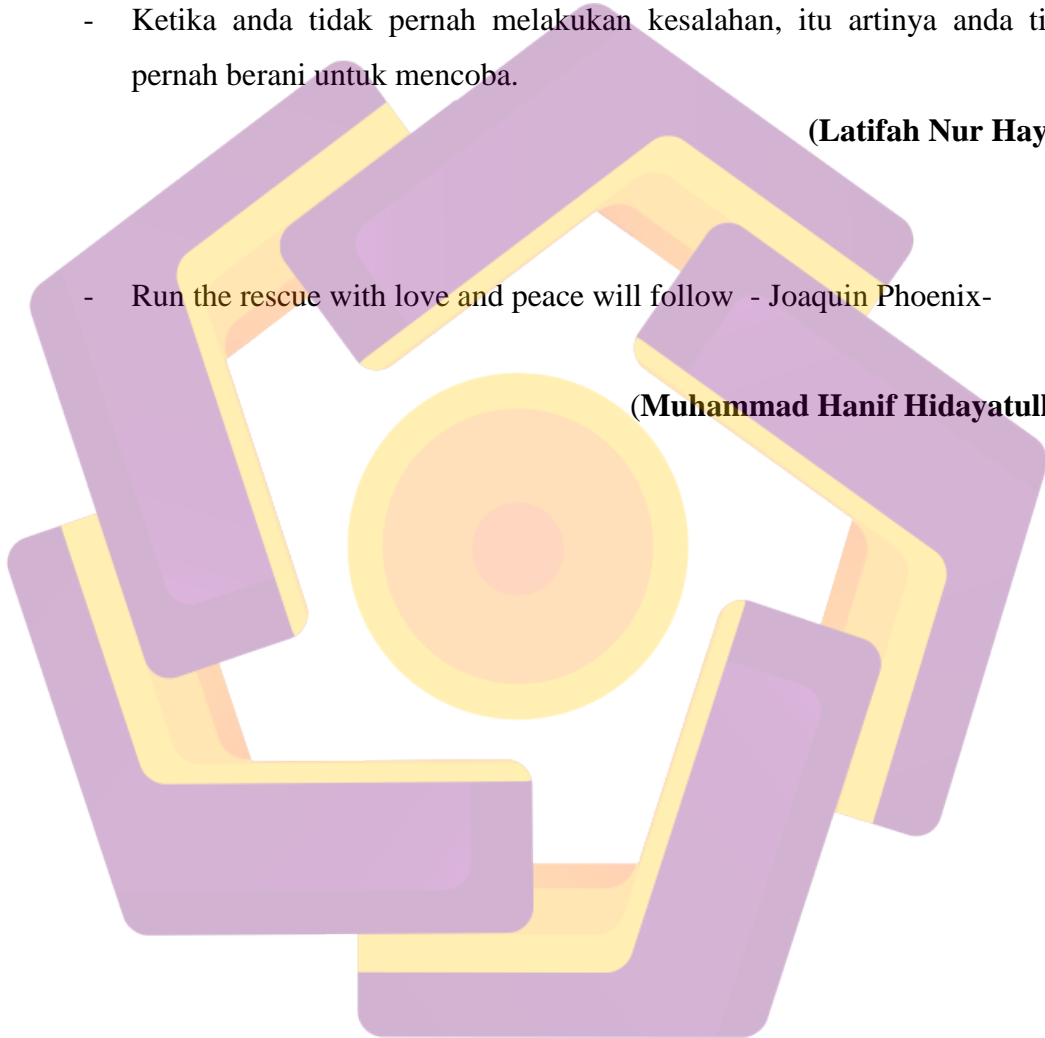 - Ketika anda tidak pernah melakukan kesalahan, itu artinya anda ti
pernah berani untuk mencoba.
(Latifah Nur Hay
- Run the rescue with love and peace will follow - Joaquin Phoenix-
(Muhammad Hanif Hidayatull